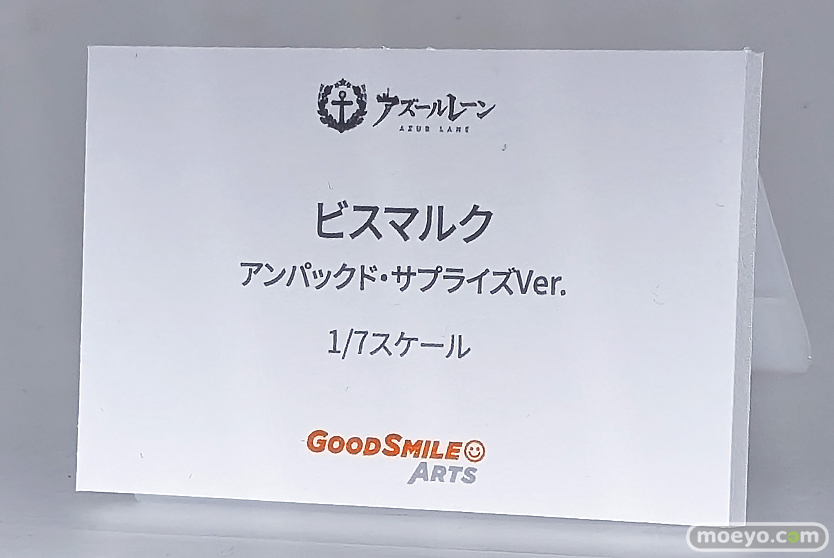 アズールレーン
AZUR LANE
ビスマルク
アンパックド・サプライズVer.
1/7スケール
GOODSMILE
ARTS
moeyo.com